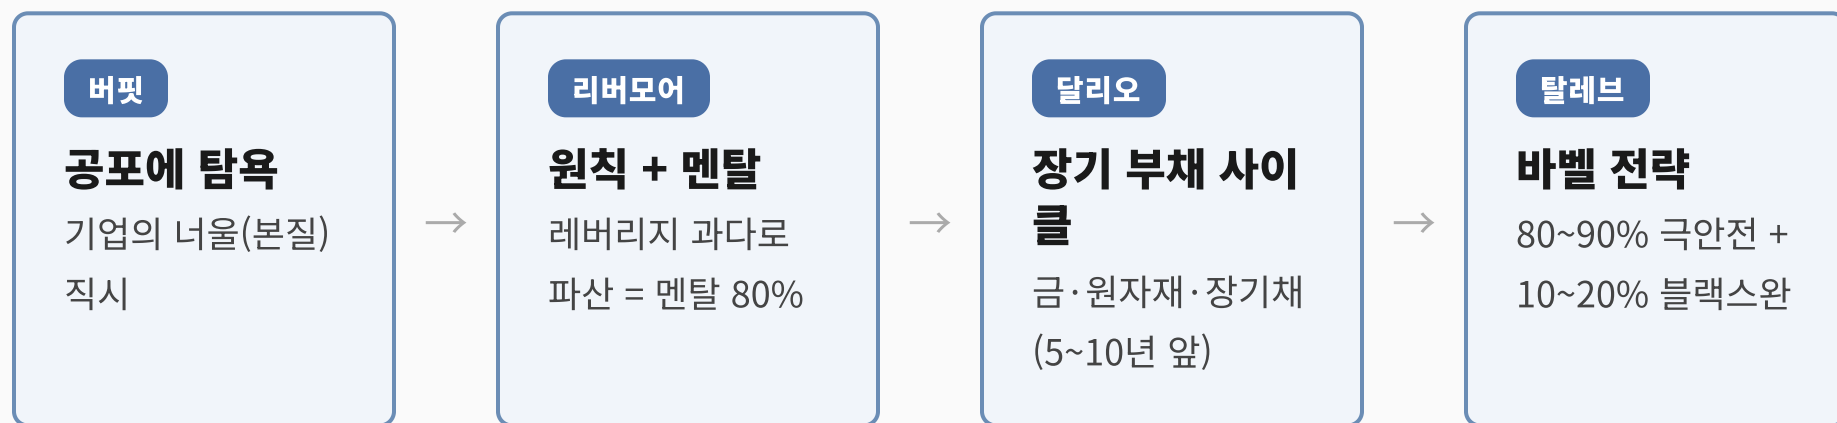 버핏
공포에 탐욕
기업의 너울(본질)
직시
→
리버모어
원칙 + 멘탈
레버리지 과다로
파산 = 멘탈 80%
→
달리오
장기 부채 사이
클
금·원자재·장기채
(5~10년 앞)
→
탈레브
바벨 전략
80~90% 극안전 +
10~20% 블랙스완